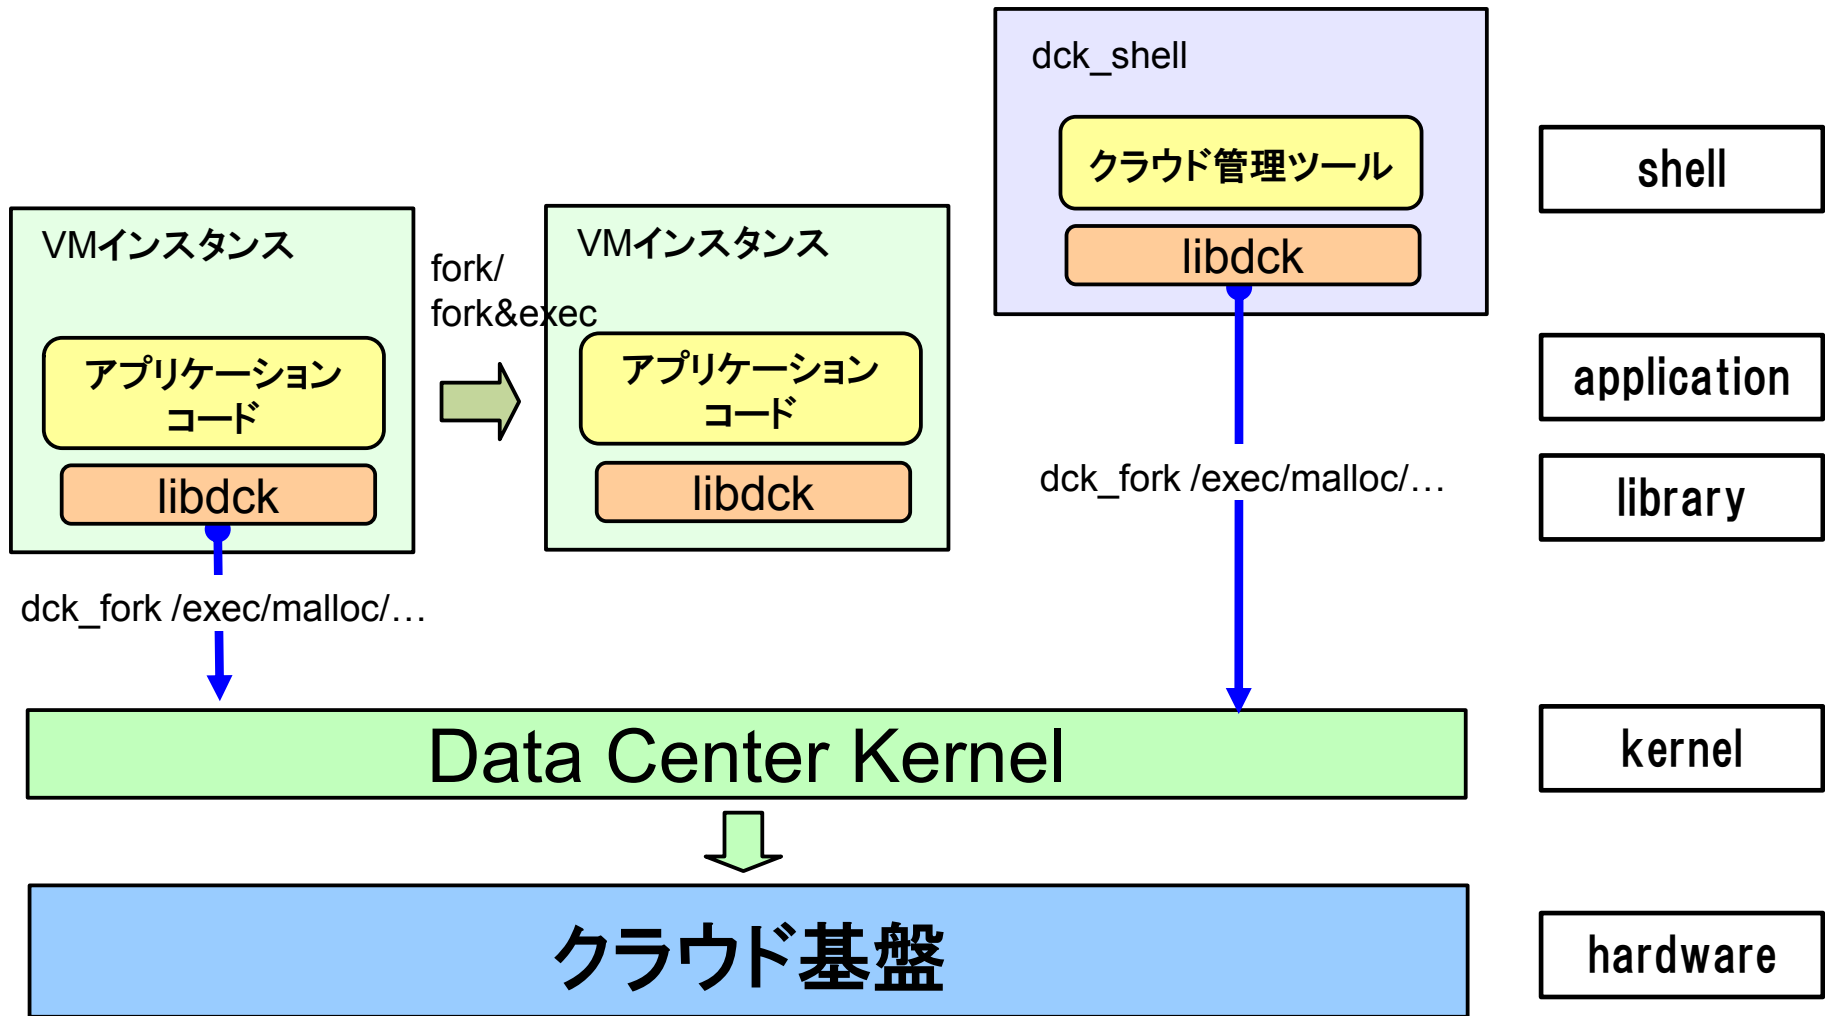 dck_shell
クラウド管理ツール
libdck
shell
VMインスタンス
fork/
fork&exec
VMインスタンス
アプリケーション
コード
アプリケーション
コード
application
libdck
libdck
dck_fork /exec/malloc/…
library
dck_fork /exec/malloc/…
Data Center Kernel
kernel
クラウド基盤
hardware